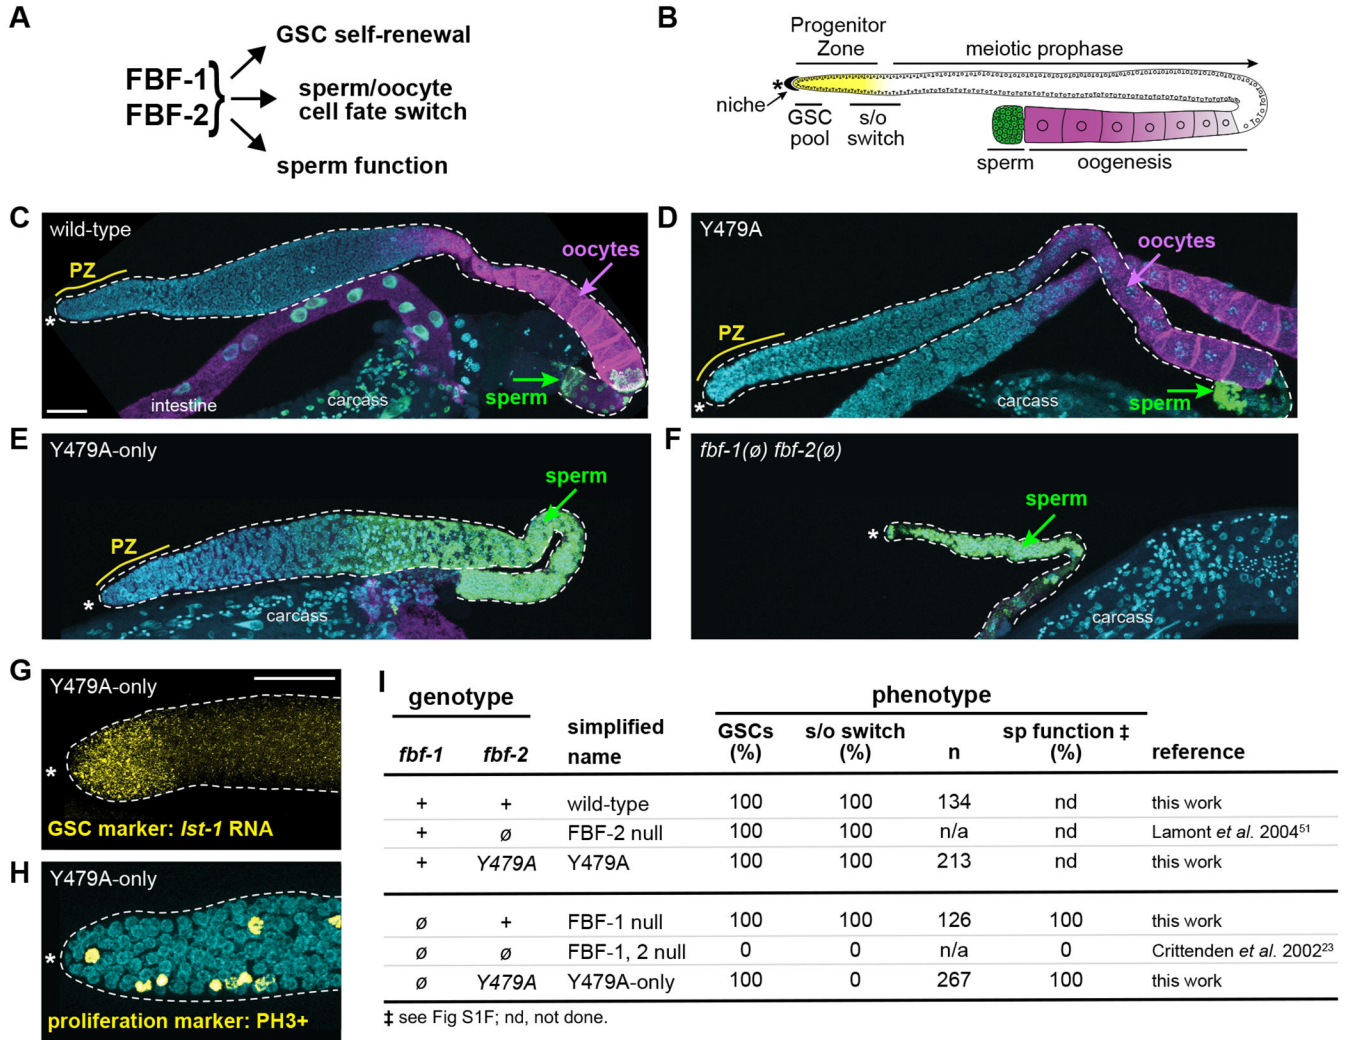 A
FBF-1
FBF-2
GSC self-renewal
sperm/oocyte
cell fate switch
sperm function
B
Progenitor
Zone
meiotic prophase
*
niche
GSC
pool
s/o
switch
sperm
oogenesis
C
wild-type
PZ
*
oocytes
sperm
intestine
carcass
D
Y479A
oocytes
PZ
*
sperm
carcass
E
Y479A-only
sperm
PZ
*
carcass
F
fbf-1(ø) fbf-2(ø)
sperm
*
carcass
G
Y479A-only
*
GSC marker: lst-1 RNA
H
Y479A-only
*
proliferation marker: PH3+
I
genotype
phenotype
fbf-1 fbf-2 simplified name GSCs (%) s/o switch (%) n sp function ‡ (%) reference
+ + wild-type 100 100 134 nd this work
+ ø FBF-2 null 100 100 n/a nd Lamont et al. 2004⁵¹
+ Y479A Y479A 100 100 213 nd this work
ø + FBF-1 null 100 100 126 100 this work
ø ø FBF-1, 2 null 0 0 n/a 0 Crittenden et al. 2002²³
ø Y479A Y479A-only 100 0 267 100 this work
‡ see Fig S1F; nd, not done.